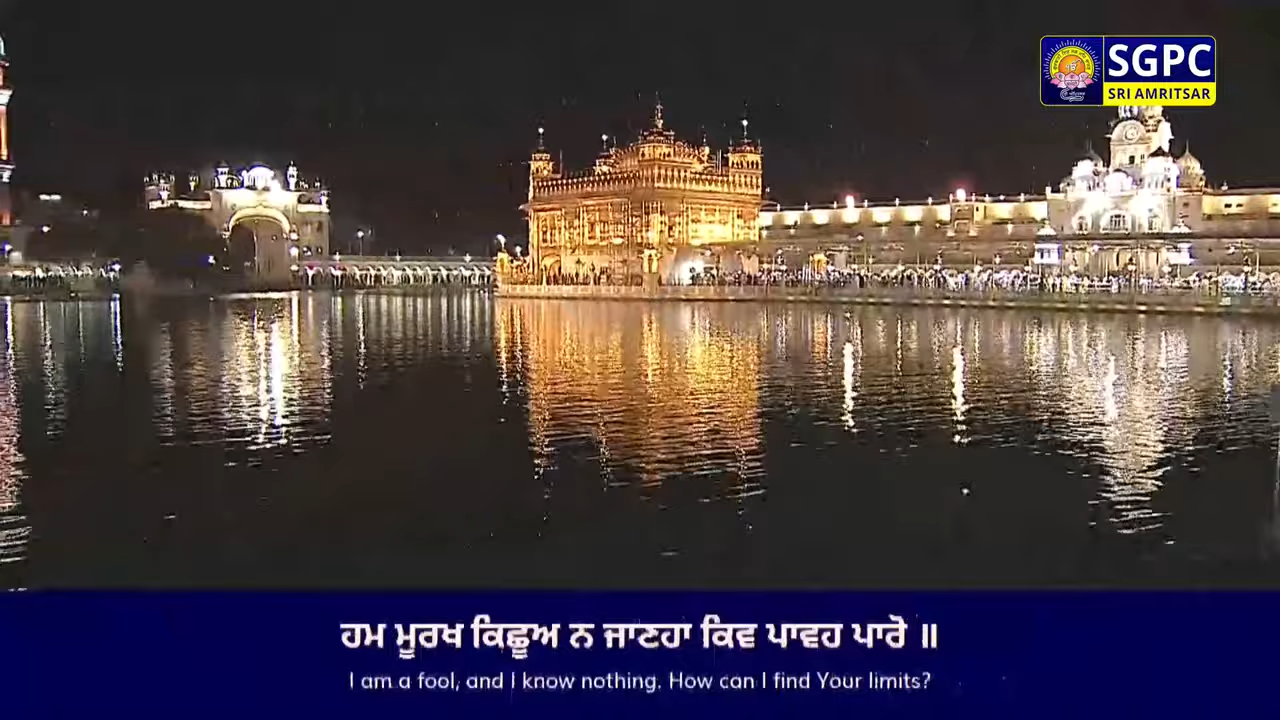 SGPC
SRI AMRITSAR
ਹਮ ਮੂਰਖ ਕਿਛੂਅ ਨ ਜਾਣਹਾ ਕਿਵ ਪਾਵਹ ਪਾਰੋ ॥
I am a fool, and I know nothing. How can I find Your limits?